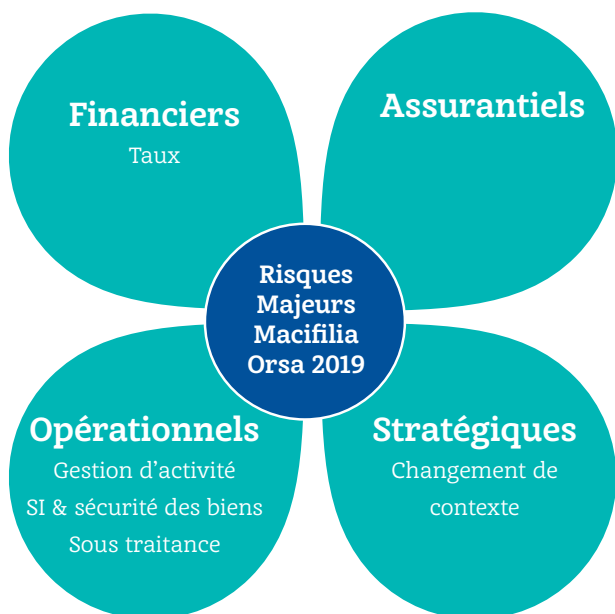 Financiers
Taux
Assurantiels
Risques
Majeurs
Macifilia
Orsa 2019
Opérationnels
Gestion d'activité
SI & sécurité des biens
Sous traitance
Stratégiques
Changement de
contexte